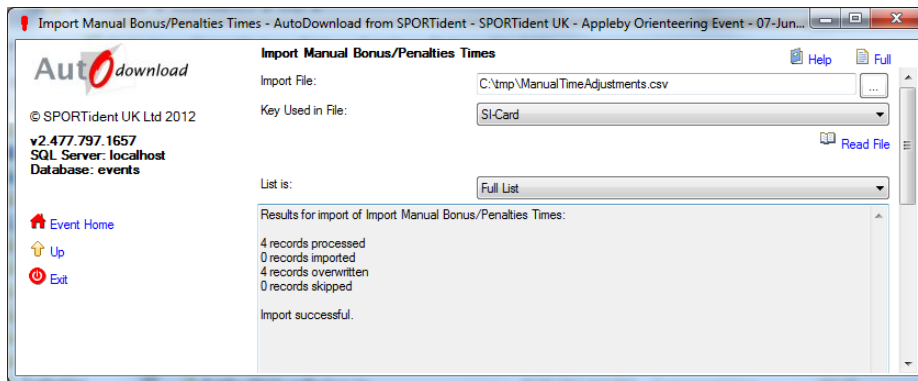 Import Manual Bonus/Penalties Times - AutoDownload from SPORTident - SPORTident UK - Appleby Orienteering Event - 07-Jun...
AutOdownload
© SPORTident UK Ltd 2012
v2.477.797.1657
SQL Server: localhost
Database: events
Event Home
Up
Exit
Import Manual Bonus/Penalties Times
Help
Full
Import File:
C:\tmp\ManualTimeAdjustments.csv
...
Key Used in File:
SI-Card
Read File
List is:
Full List
Results for import of Import Manual Bonus/Penalties Times:
4 records processed
0 records imported
4 records overwritten
0 records skipped
Import successful.